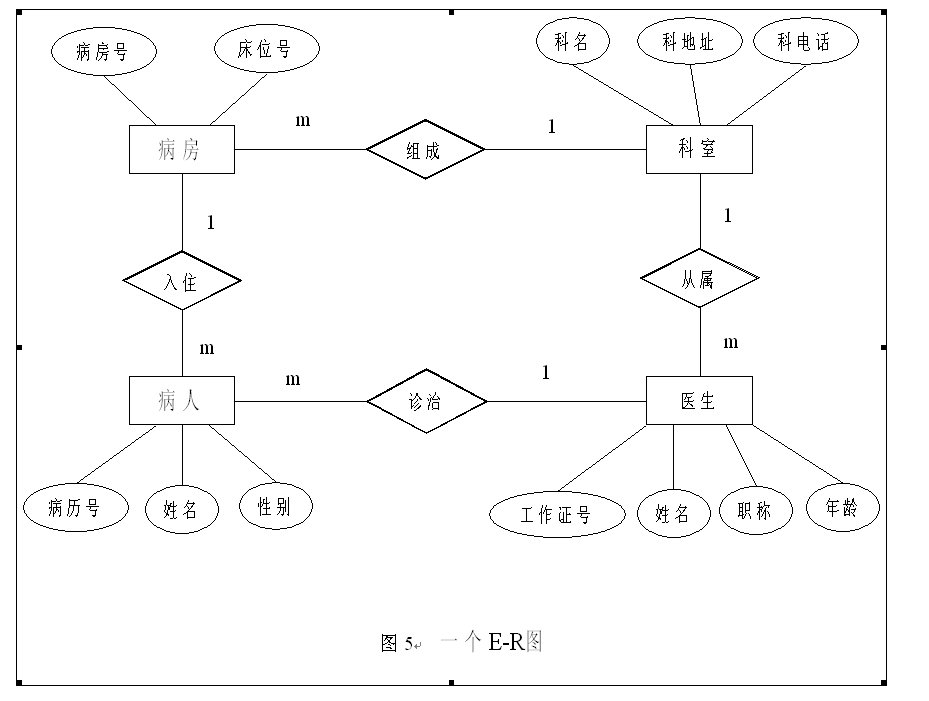 病房号 床位号 科名 科地址 科电话
病房 m 组成 1 科室
1 1
入住 从属
m m
病人 m 诊治 1 医生
病历号 姓名 性别 工作证号 姓名 职称 年龄
图 5 一个 E-R图